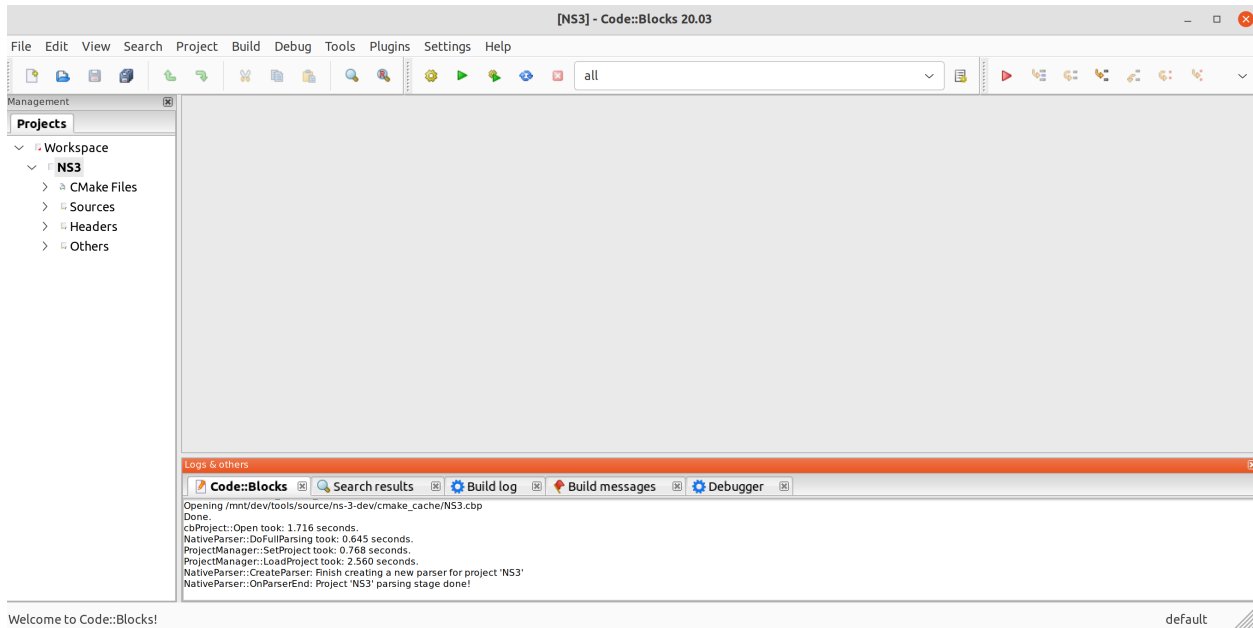 [NS3] - Code::Blocks 20.03
File Edit View Search Project Build Debug Tools Plugins Settings Help
all
Management
Projects
Workspace
NS3
CMake Files
Sources
Headers
Others
Logs & others
Code::Blocks Search results Build log Build messages Debugger
Opening /mnt/dev/tools/source/ns-3-dev/cmake_cache/NS3.cbp
Done.
cbProject::Open took: 1.716 seconds.
NativeParser::DoFullParsing took: 0.645 seconds.
ProjectManager::SetProject took: 0.768 seconds.
ProjectManager::LoadProject took: 2.560 seconds.
NativeParser::CreateParser: Finish creating a new parser for project 'NS3'
NativeParser::OnParserEnd: Project 'NS3' parsing stage done!
Welcome to Code::Blocks! default